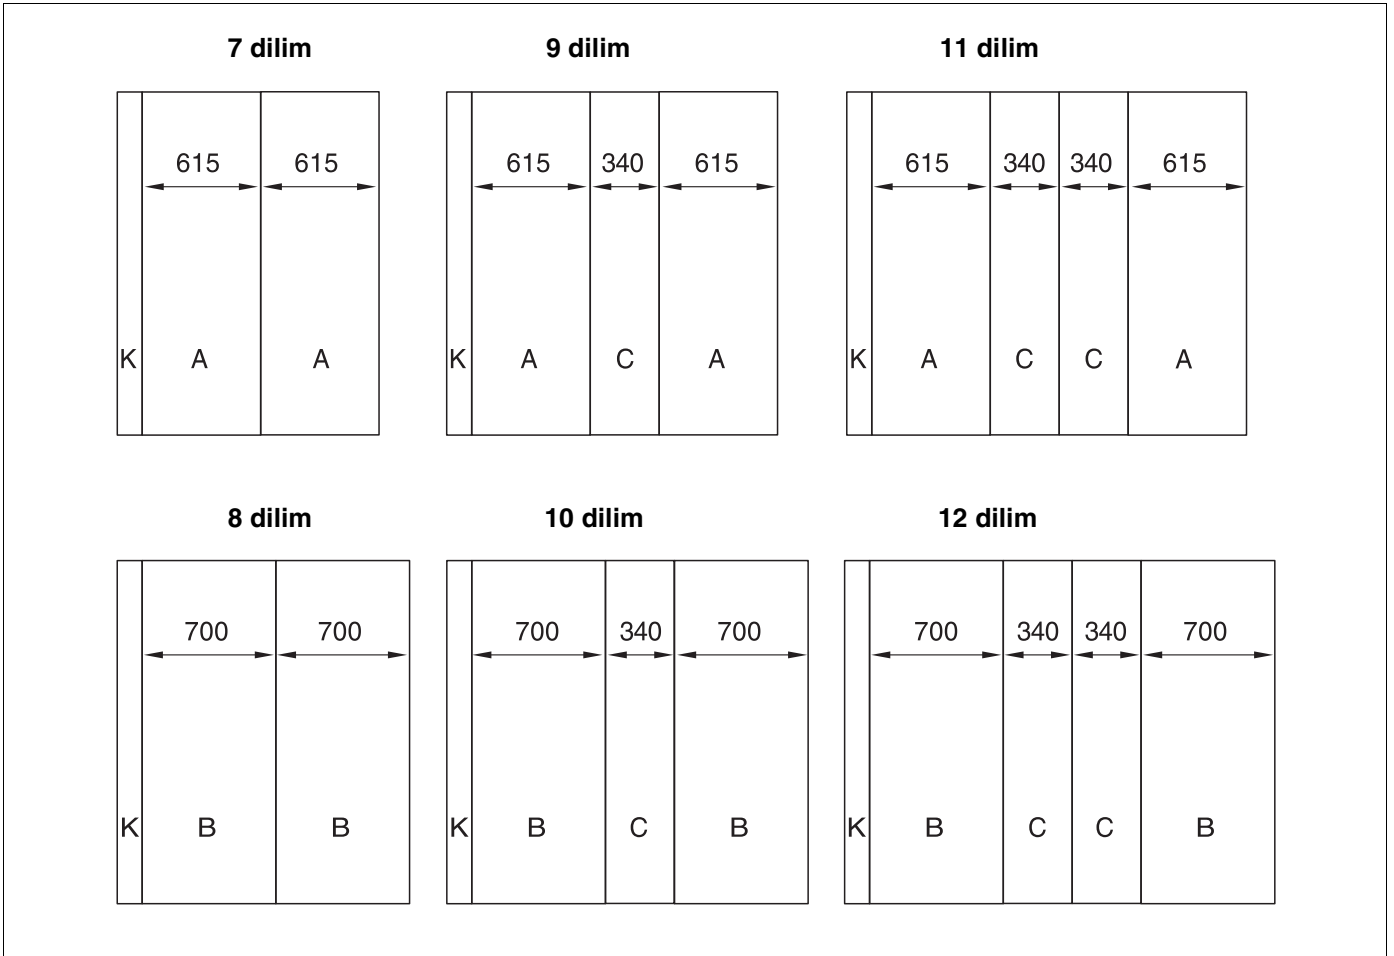 7 dilim 9 dilim 11 dilim
615 615 615 340 615 615 340 340 615
K A A K A C A K A C C A
8 dilim 10 dilim 12 dilim
700 700 700 340 700 700 340 340 700
K B B K B C B K B C C B